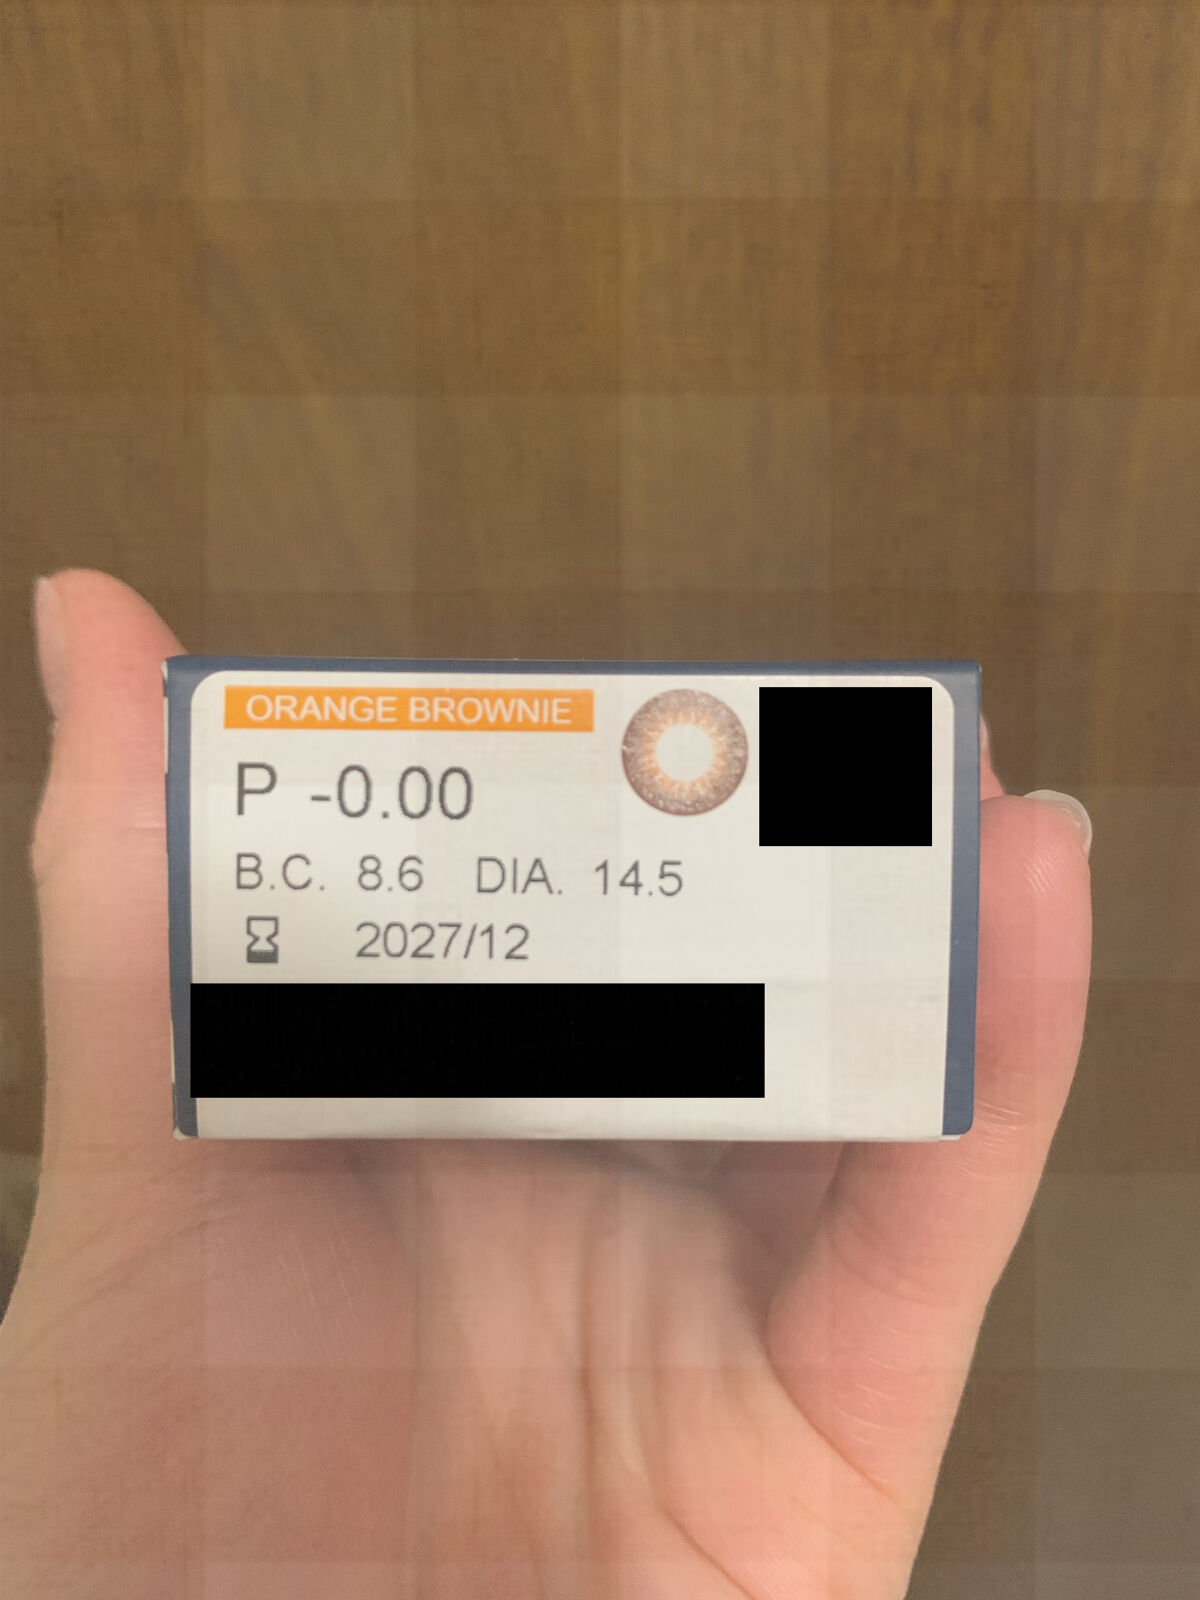 ORANGE BROWNIE
P -0.00
B.C. 8.6 DIA. 14.5
2027/12